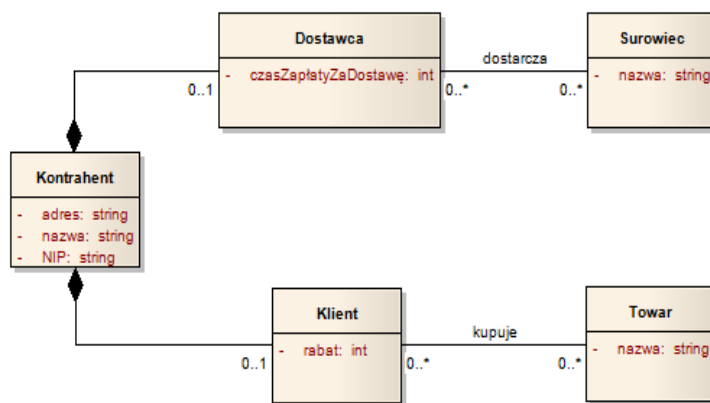 Dostawca
- czasZapłatyZaDostawę: int
0..1
0..*
dostarcza
0..*
Surowiec
- nazwa: string
Kontrahent
- adres: string
- nazwa: string
- NIP: string
Klient
- rabat: int
0..1
0..*
kupuje
0..*
Towar
- nazwa: string